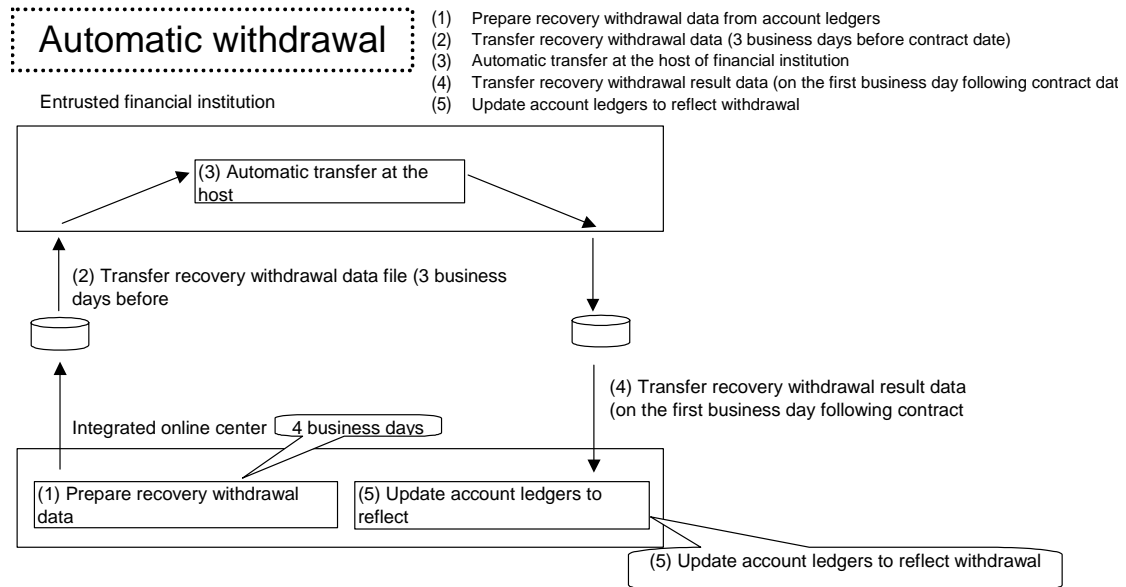 Automatic withdrawal
(1) Prepare recovery withdrawal data from account ledgers
(2) Transfer recovery withdrawal data (3 business days before contract date)
(3) Automatic transfer at the host of financial institution
(4) Transfer recovery withdrawal result data (on the first business day following contract dat
(5) Update account ledgers to reflect withdrawal
Entrusted financial institution
(3) Automatic transfer at the
host
(2) Transfer recovery withdrawal data file (3 business
days before
(4) Transfer recovery withdrawal result data
(on the first business day following contract
Integrated online center
4 business days
(1) Prepare recovery withdrawal
data
(5) Update account ledgers to
reflect
(5) Update account ledgers to reflect withdrawal